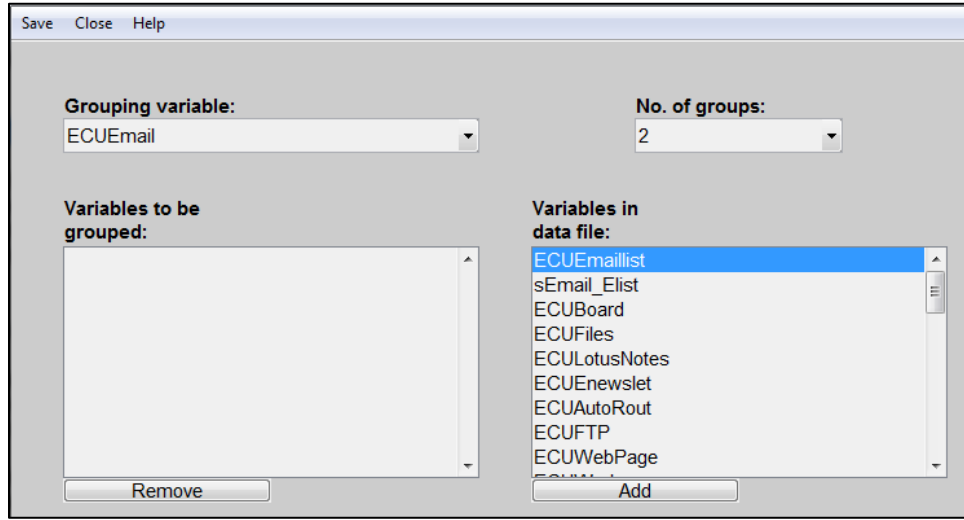 Save Close Help
Grouping variable:
ECUEmail
No. of groups:
2
Variables to be
grouped:
Variables in
data file:
ECUEmaillist
sEmail_Elist
ECUBoard
ECUFiles
ECULotusNotes
ECUEnewslet
ECUAutoRout
ECUFTP
ECUWebPage
Remove
Add